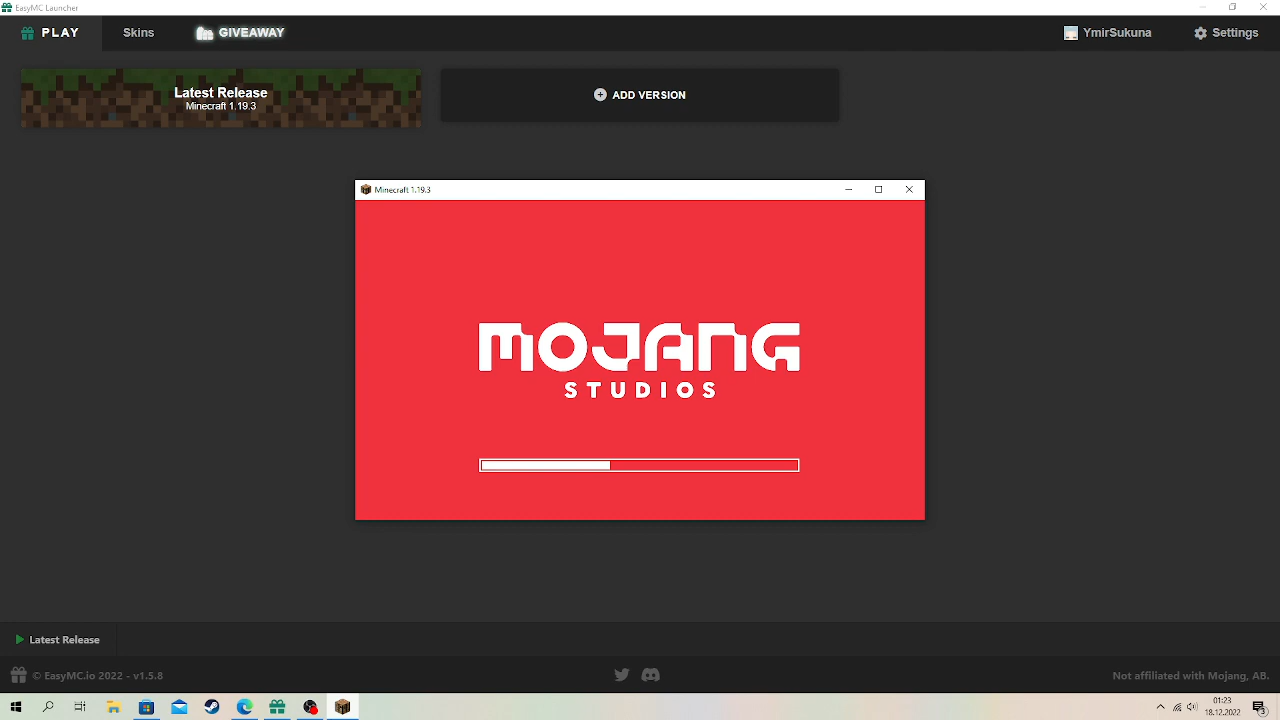 EasyMC Launcher
PLAY
Skins
GIVEAWAY
YmirSukuna
Settings
Latest Release
Minecraft 1.19.3
ADD VERSION
Minecraft 1.19.3
MOJANG
STUDIOS
Latest Release
© EasyMC.io 2022 - v1.5.8
Not affiliated with Mojang, AB.
01:23
18.12.2022
3